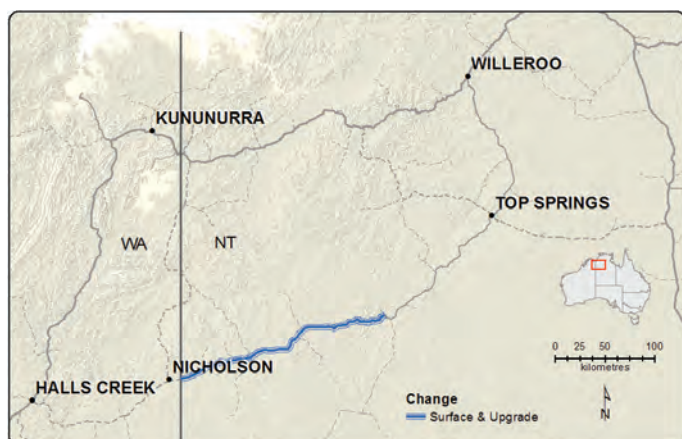 WILLEROO
KUNUNURRA
TOP SPRINGS
WA
NT
0 25 50 100
kilometres
NICHOLSON
HALLS CREEK
Change
Surface & Upgrade
N